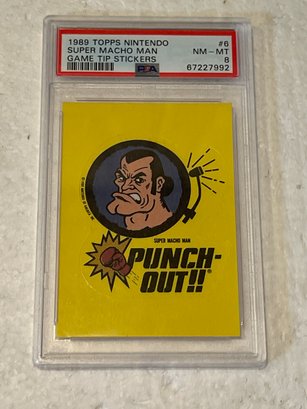 1989 TOPPS NINTENDO #6
SUPER MACHO MAN NM - MT
GAME TIP STICKERS PSA 8
67227992
SUPER MACHO MAN
PUNCH-
OUT!!®